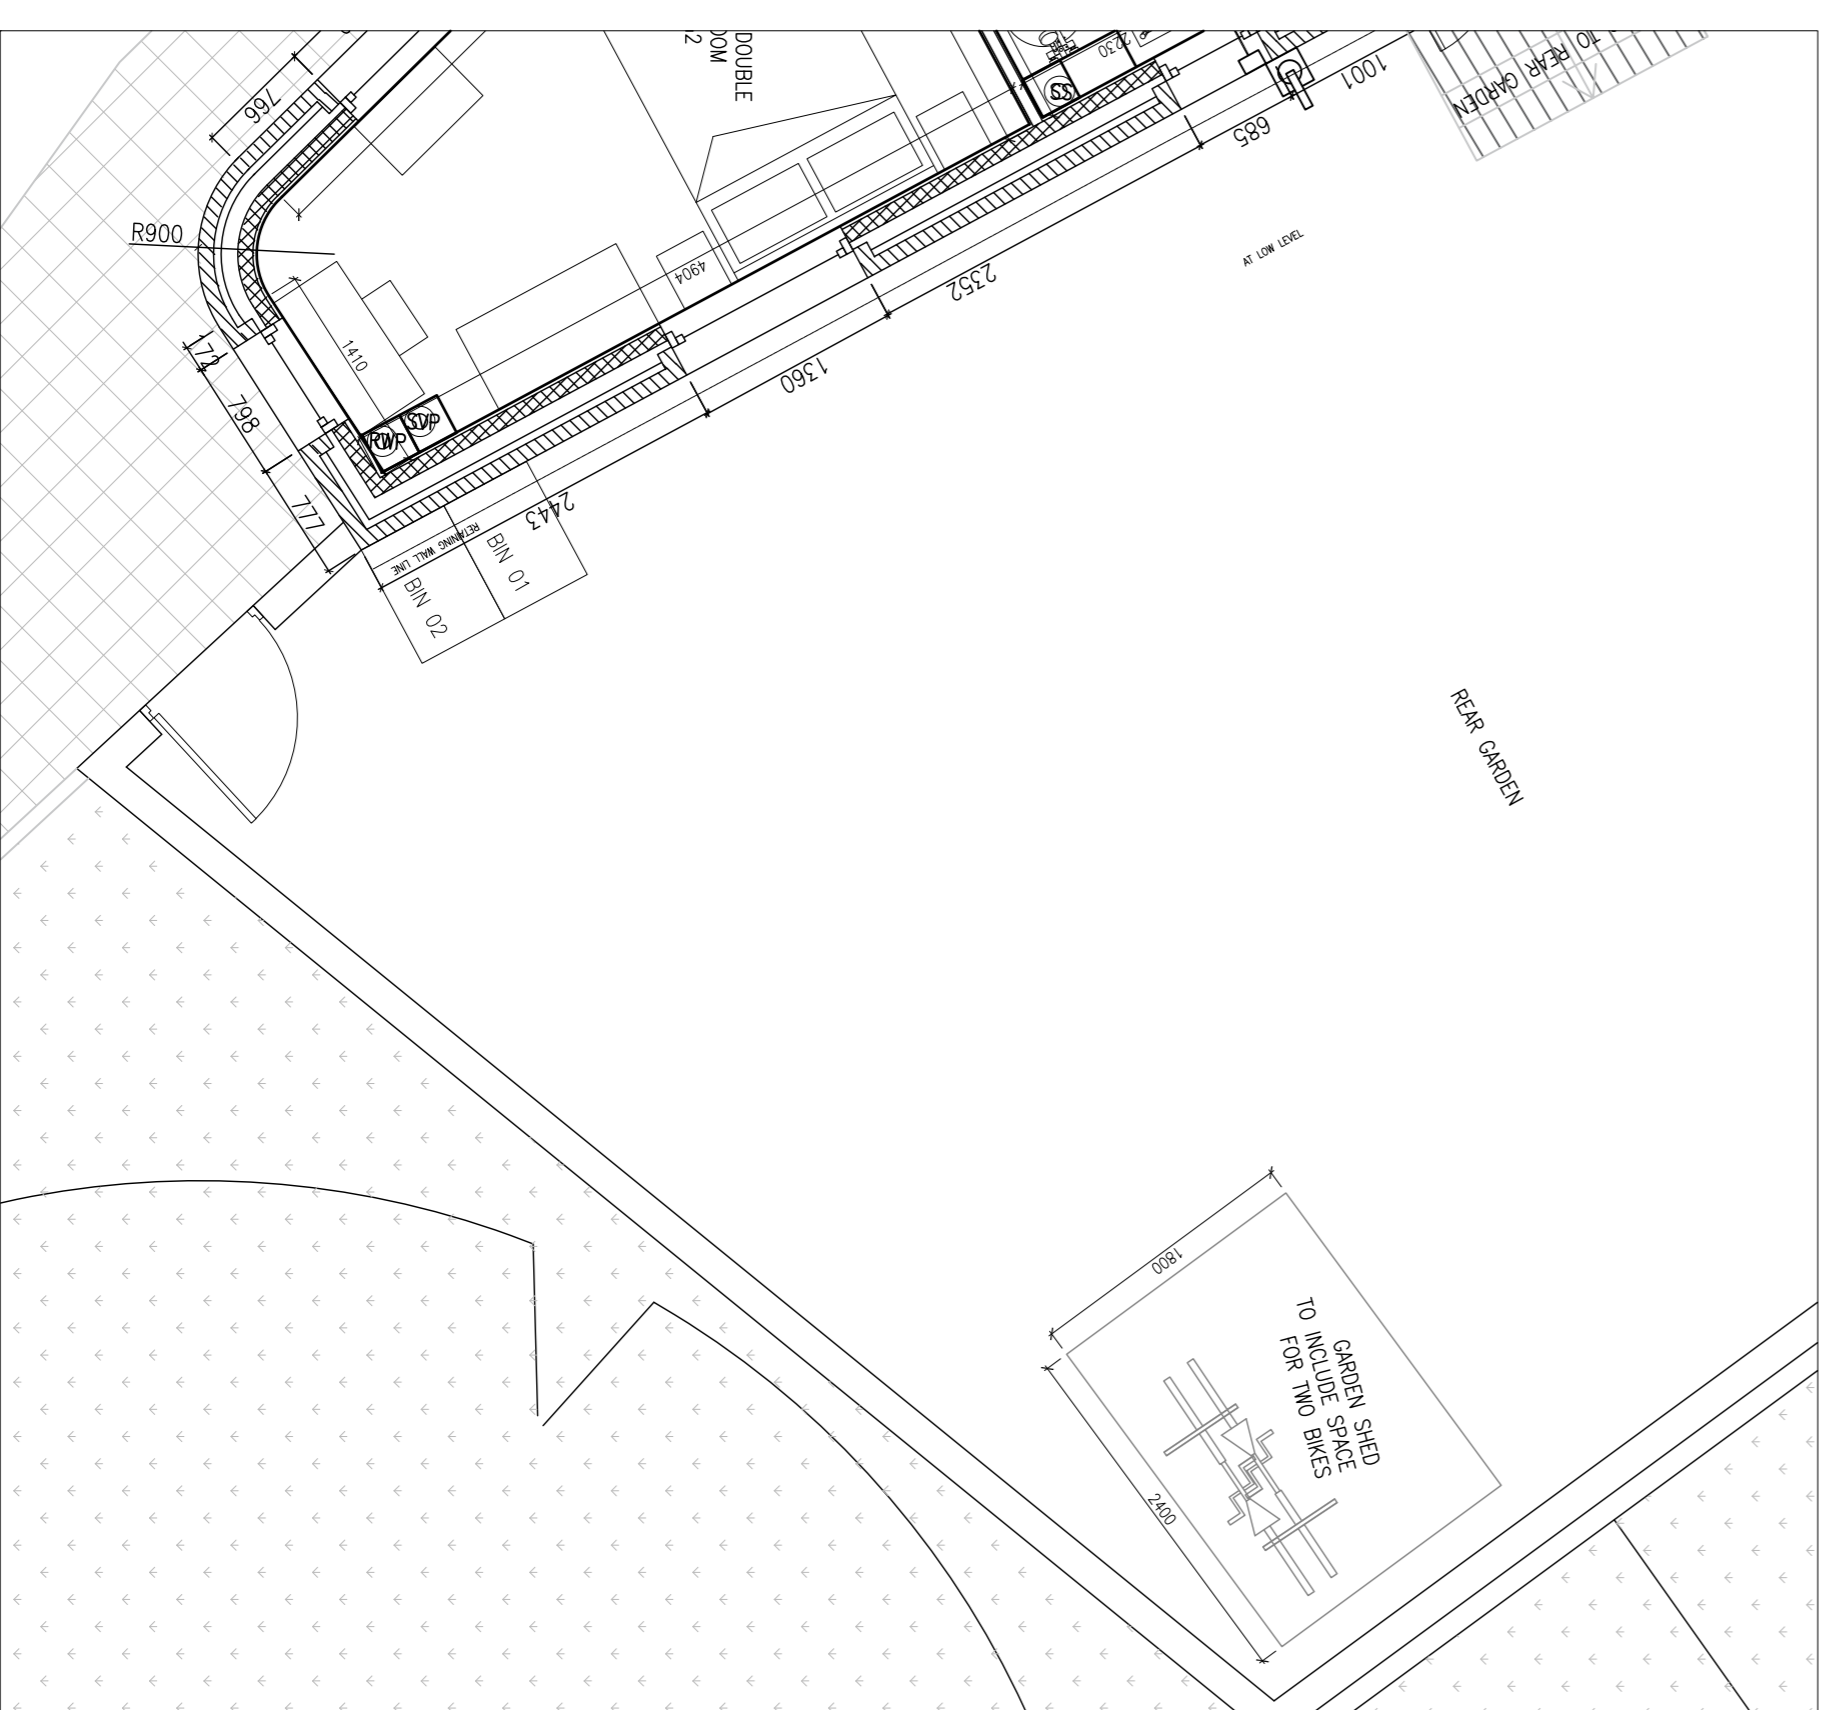 DOUBLE
OOM
2
2230
SS
1001
TO
REAR GARDEN
685
766
R900
4904
2352
AT LOW LEVEL
1410
172
1360
798
SVP
RWP
777
2443
RETAINING WALL LINE
BIN 01
BIN 02
REAR GARDEN
1800
GARDEN SHED
TO INCLUDE SPACE
FOR TWO BIKES
2400